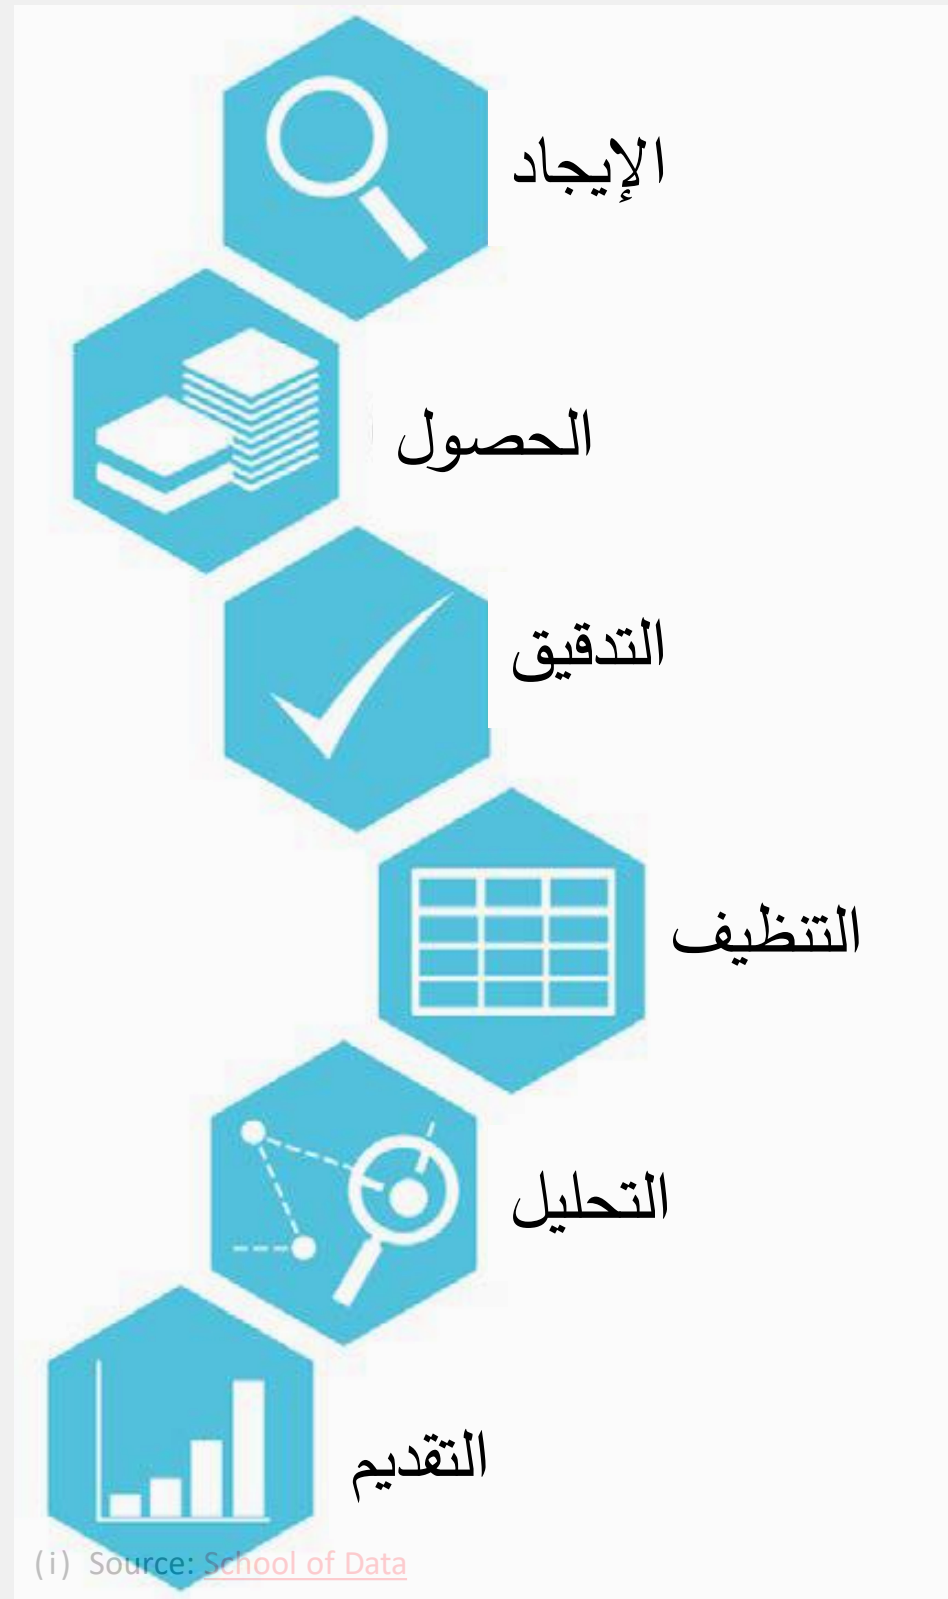 الإيجاد
الحصول
التدقيق
التنظيف
التحليل
التقديم
(i) Source: School of Data